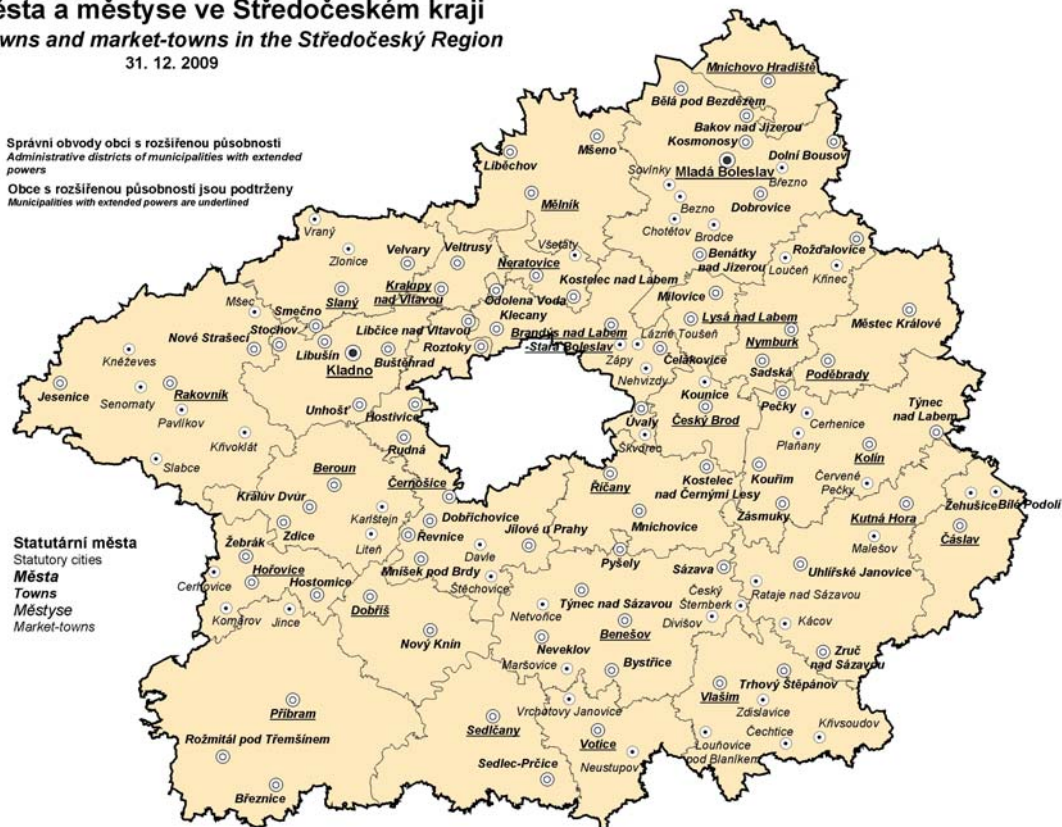 ěsta a městyse ve Středočeském kraji
wns and market-towns in the Středočeský Region
31. 12. 2009
Správní obvody obcí s rozšířenou působností
Administrative districts of municipalities with extended
powers
Obce s rozšířenou působností jsou podtrženy
Municipalities with extended powers are underlined
Mnichovo Hradiště
Bělá pod Bezdězem
Bakov nad Jizerou
Kosmonosy
Dolní Bousov
Mšeno
Liběchov
Sovínky
Mladá Boleslav
Březno
Mělník
Bezno
Dobrovice
Chotětov
Brodce
Vraný
Zlonice
Velvary
Veltrusy
Všetaty
Benátky
nad Jizerou
Rožďalovice
Loučeň
Křinec
Neratovice
Kostelec nad Labem
Slaný
Kralupy
nad Vltavou
Odolena Voda
Milovice
Mšec
Smečno
Klecany
Lysá nad Labem
Městec Králové
Nové Strašecí
Stochov
Libčice nad Vltavou
Brandýs nad Labem
-Stará Boleslav
Lázně Toušeň
Nymburk
Libušín
Buštěhrad
Roztoky
Kněževes
Kladno
Zápy
Čelákovice
Sadská
Poděbrady
Nehvizdy
Jesenice
Rakovník
Senomaty
Pavlíkov
Unhošť
Hostivice
Kounice
Pečky
Týnec
nad Labem
Úvaly
Český Brod
Cerhenice
Křivoklát
Rudná
Škvorec
Plaňany
Kolín
Slabce
Beroun
Černošice
Říčany
Kostelec
nad Černými Lesy
Kouřim
Červené
Pečky
Králův Dvůr
Karlštejn
Dobřichovice
Mnichovice
Zásmuky
Kutná Hora
Žehušice
Bílé Podolí
Zdice
Řevnice
Jílové u Prahy
Čáslav
Statutární města
Statutory cities
Města
Towns
Městyse
Market-towns
Žebrák
Liteň
Davle
Malešov
Pyšely
Hořovice
Mníšek pod Brdy
Sázava
Uhlířské Janovice
Cerhovice
Hostomice
Štěchovice
Český
Šternberk
Rataje nad Sázavou
Dobříš
Netvořice
Týnec nad Sázavou
Divišov
Komárov
Jince
Benešov
Kácov
Nový Knín
Neveklov
Zruč
nad Sázavou
Maršovice
Bystřice
Trhový Štěpánov
Vlašim
Zdislavice
Příbram
Vrchotovy Janovice
Křivsoudov
Sedlčany
Votice
Čechtice
Louňovice
pod Blaníkem
Rožmitál pod Třemšínem
Sedlec-Prčice
Neustupov
Březnice